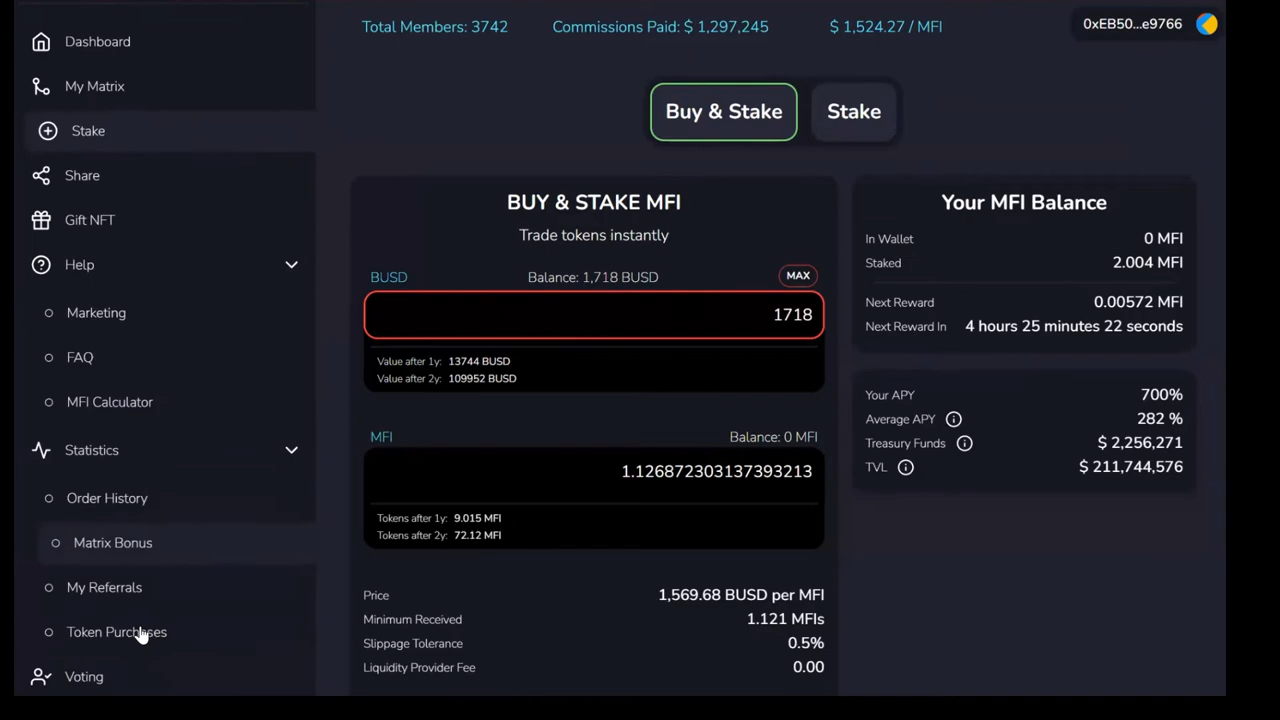 Total Members: 3742
Commissions Paid: $ 1,297,245
$ 1,524.27 / MFI
0xEB50...e9766
Dashboard
My Matrix
Stake
Share
Gift NFT
Help
Marketing
FAQ
MFI Calculator
Statistics
Order History
Matrix Bonus
My Referrals
Token Purchases
Voting
Buy & Stake
Stake
BUY & STAKE MFI
Trade tokens instantly
BUSD
Balance: 1,718 BUSD
MAX
1718
Value after 1y: 13744 BUSD
Value after 2y: 109952 BUSD
MFI
Balance: 0 MFI
1.126872303137393213
Tokens after 1y: 9.015 MFI
Tokens after 2y: 72.12 MFI
Price 1,569.68 BUSD per MFI
Minimum Received 1.121 MFIs
Slippage Tolerance 0.5%
Liquidity Provider Fee 0.00
Your MFI Balance
In Wallet 0 MFI
Staked 2.004 MFI
Next Reward 0.00572 MFI
Next Reward In 4 hours 25 minutes 22 seconds
Your APY 700%
Average APY 282 %
Treasury Funds $ 2,256,271
TVL $ 211,744,576